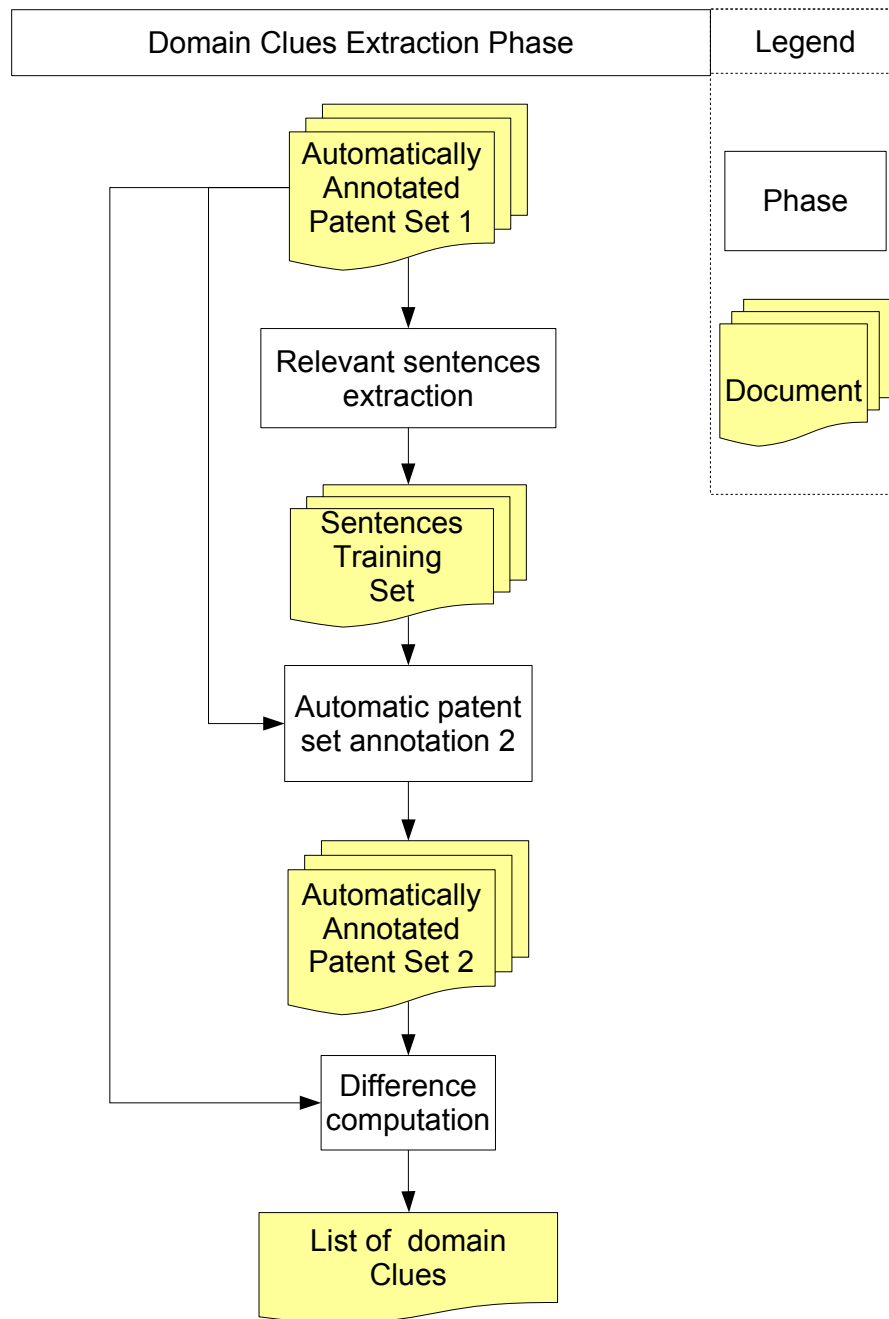 Domain Clues Extraction Phase
Legend
Automatically
Annotated
Patent Set 1
Phase
Relevant sentences
extraction
Document
Sentences
Training
Set
Automatic patent
set annotation 2
Automatically
Annotated
Patent Set 2
Difference
computation
List of domain
Clues